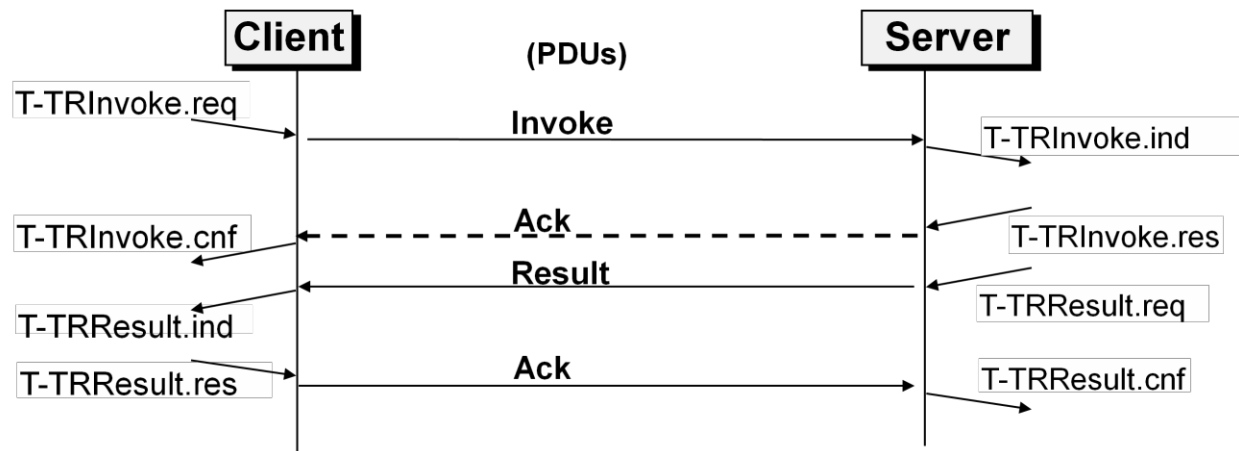 Client
(PDUs)
Server
T-TRInvoke.req
Invoke
T-TRInvoke.ind
Ack
T-TRInvoke.cnf
T-TRInvoke.res
Result
T-TRResult.req
T-TRResult.ind
Ack
T-TRResult.res
T-TRResult.cnf